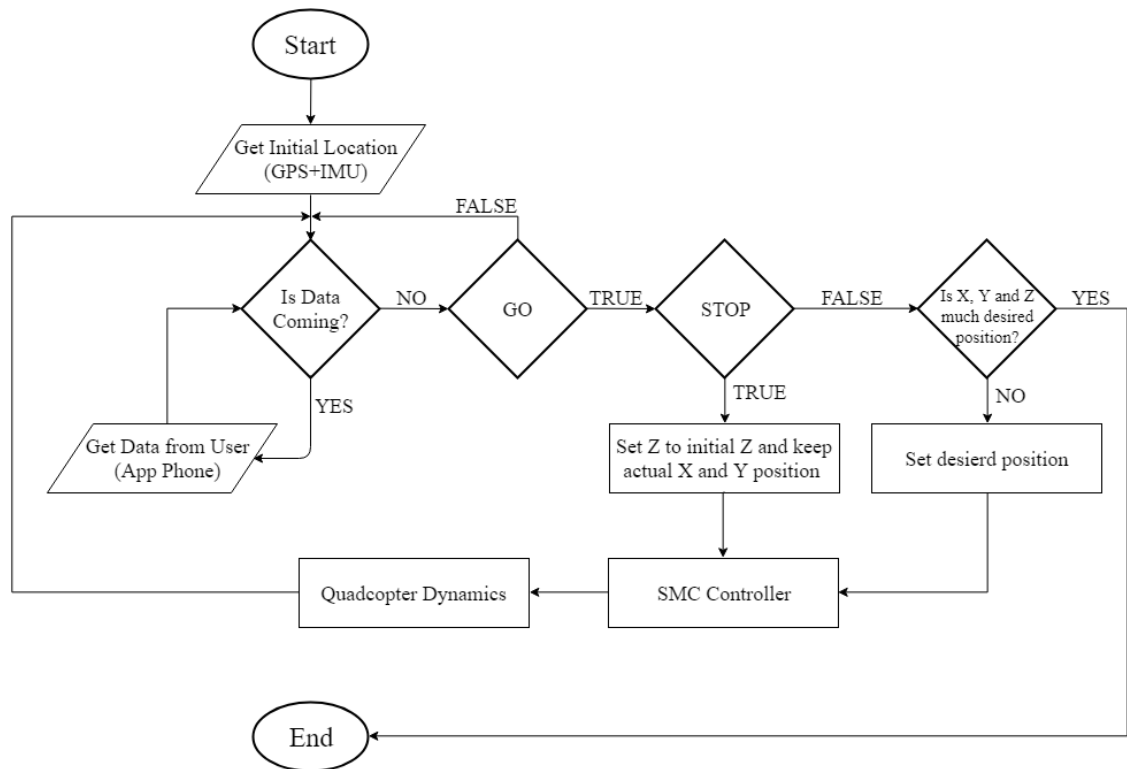 Start
Get Initial Location
(GPS+IMU)
FALSE
Is Data
Coming?
NO
GO
TRUE
STOP
FALSE
Is X, Y and Z
much desired
position?
YES
YES
TRUE
NO
Get Data from User
(App Phone)
Set Z to initial Z and keep
actual X and Y position
Set desierd position
Quadcopter Dynamics
SMC Controller
End